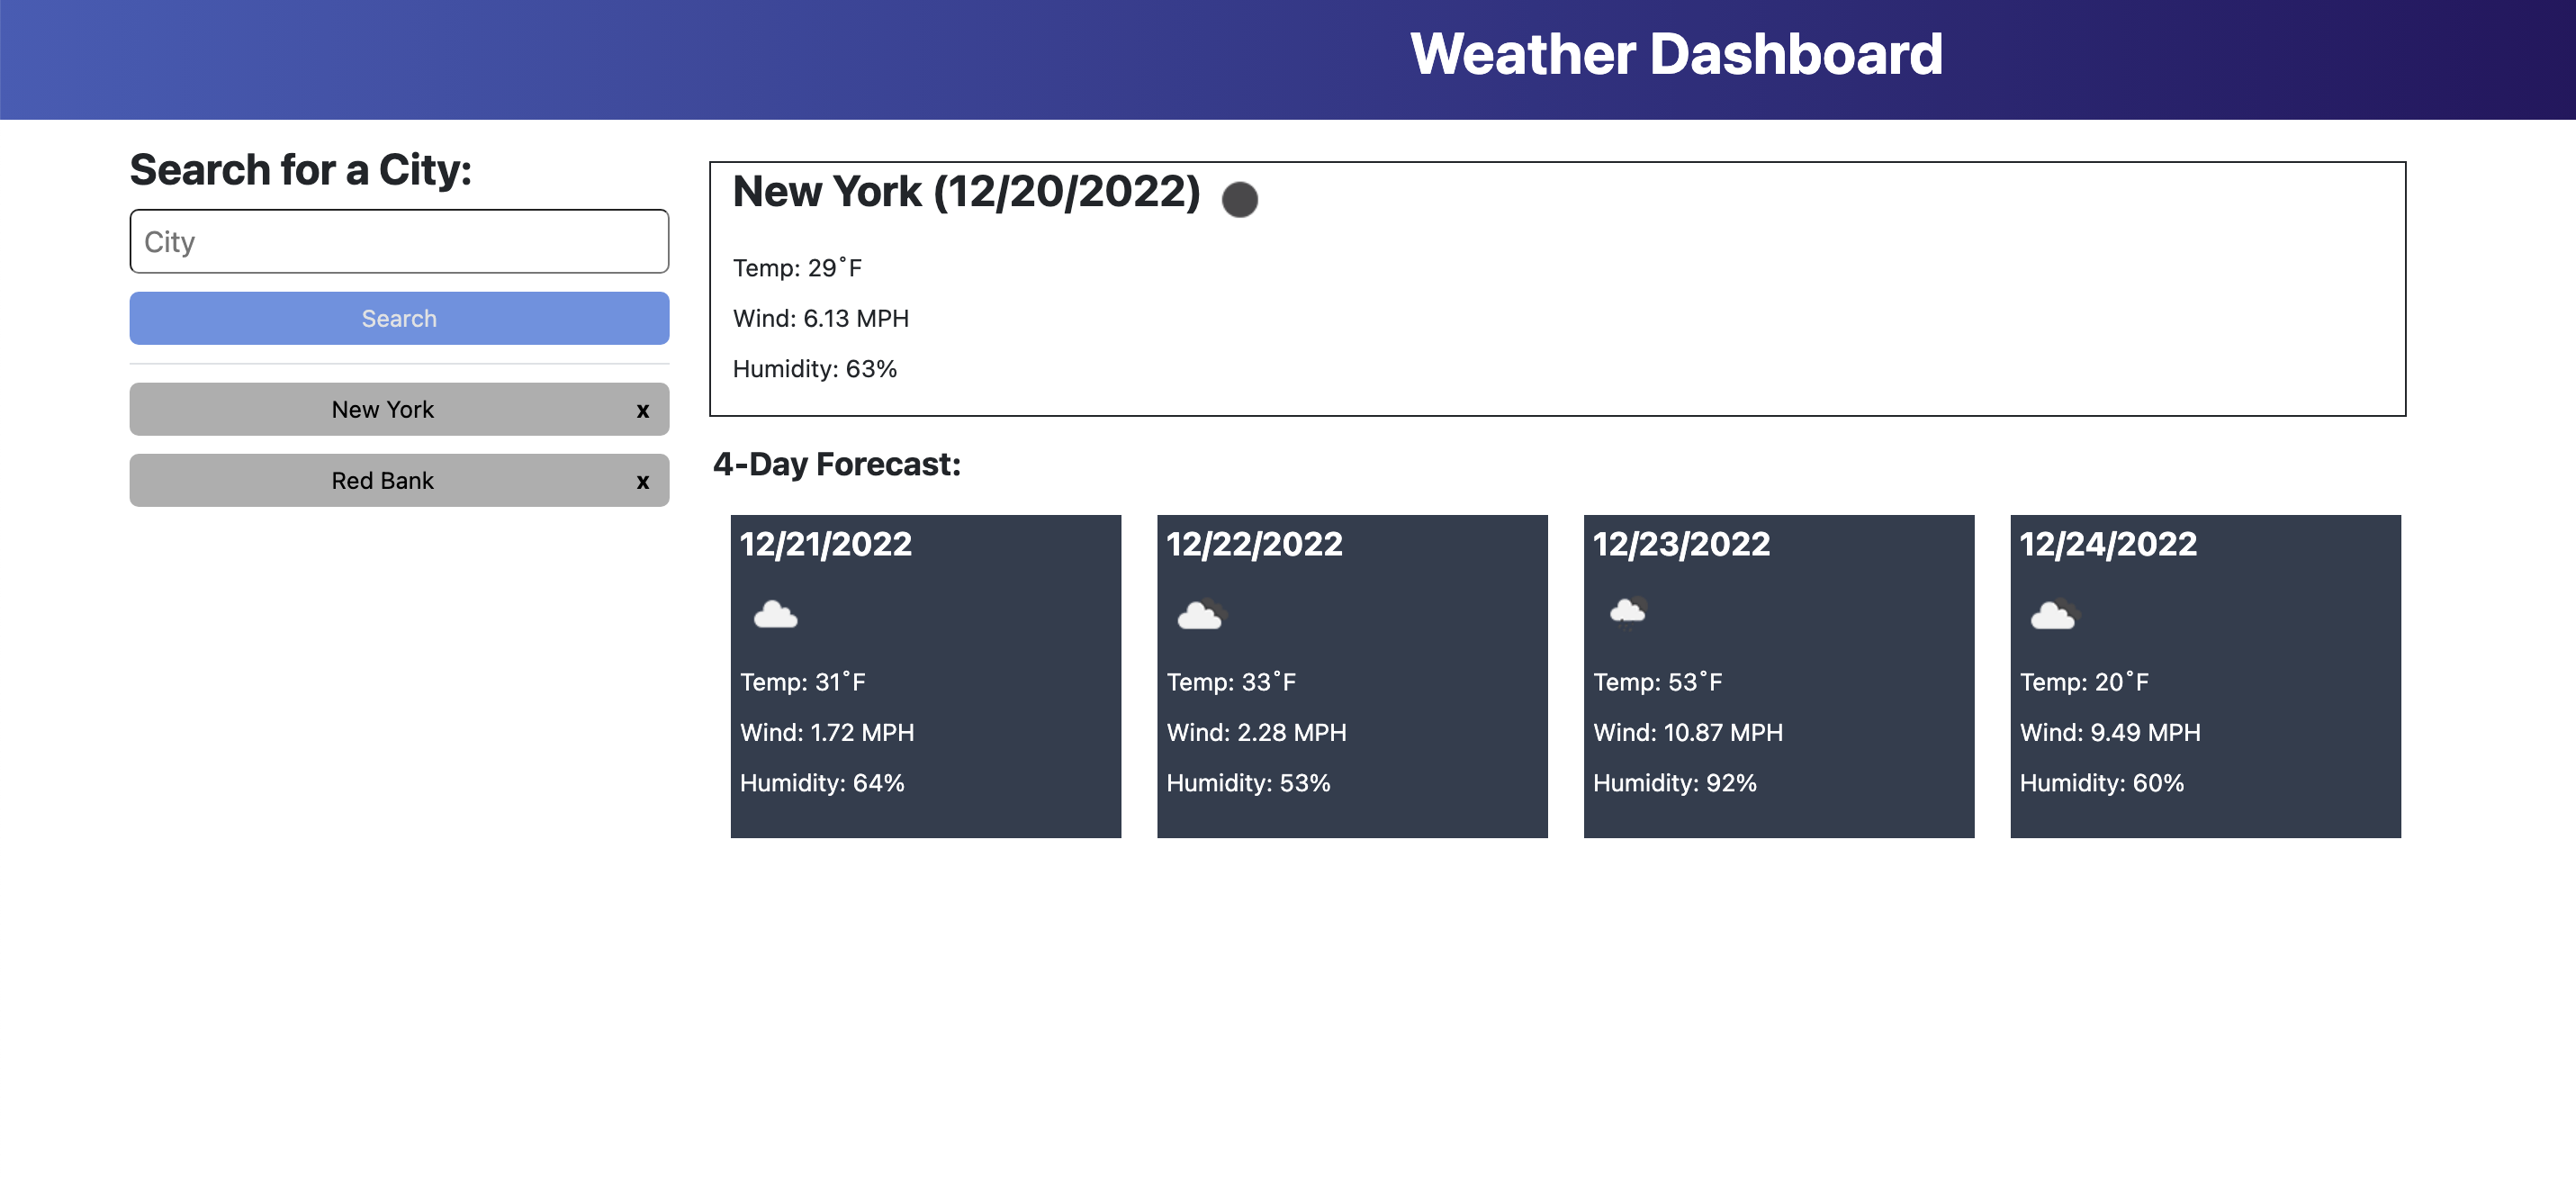 Weather Dashboard
Search for a City:
City
Search
New York x
Red Bank x
New York (12/20/2022)
Temp: 29˚F
Wind: 6.13 MPH
Humidity: 63%
4-Day Forecast:
12/21/2022
Temp: 31˚F
Wind: 1.72 MPH
Humidity: 64%
12/22/2022
Temp: 33˚F
Wind: 2.28 MPH
Humidity: 53%
12/23/2022
Temp: 53˚F
Wind: 10.87 MPH
Humidity: 92%
12/24/2022
Temp: 20˚F
Wind: 9.49 MPH
Humidity: 60%